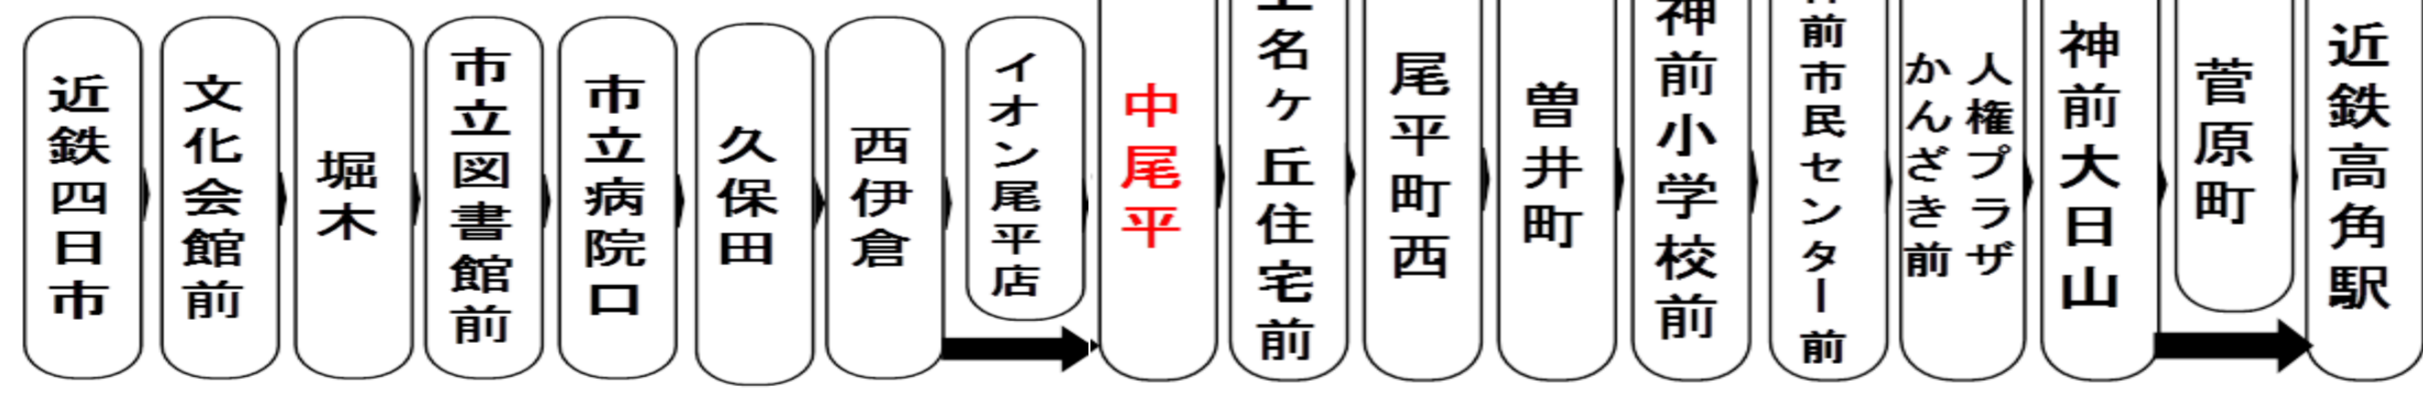 近鉄四日市
文化会館前
堀木
市立図書館前
市立病院口
久保田
西伊倉
イオン尾平店
中尾平
名ケ丘住宅前
尾平町西
曽井町
神前小学校前
前市民センター前
人権プラザ
かんざき前
神前大日山
菅原町
近鉄高角駅